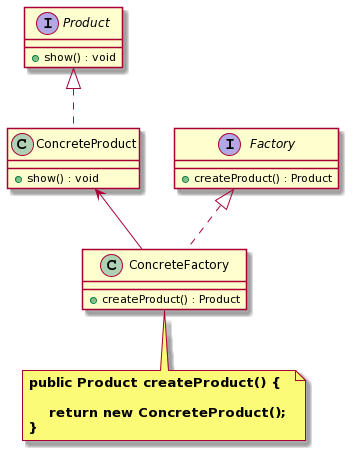 I Product
show() : void
C ConcreteProduct
show() : void
I Factory
createProduct() : Product
C ConcreteFactory
createProduct() : Product
public Product createProduct() {
return new ConcreteProduct();
}